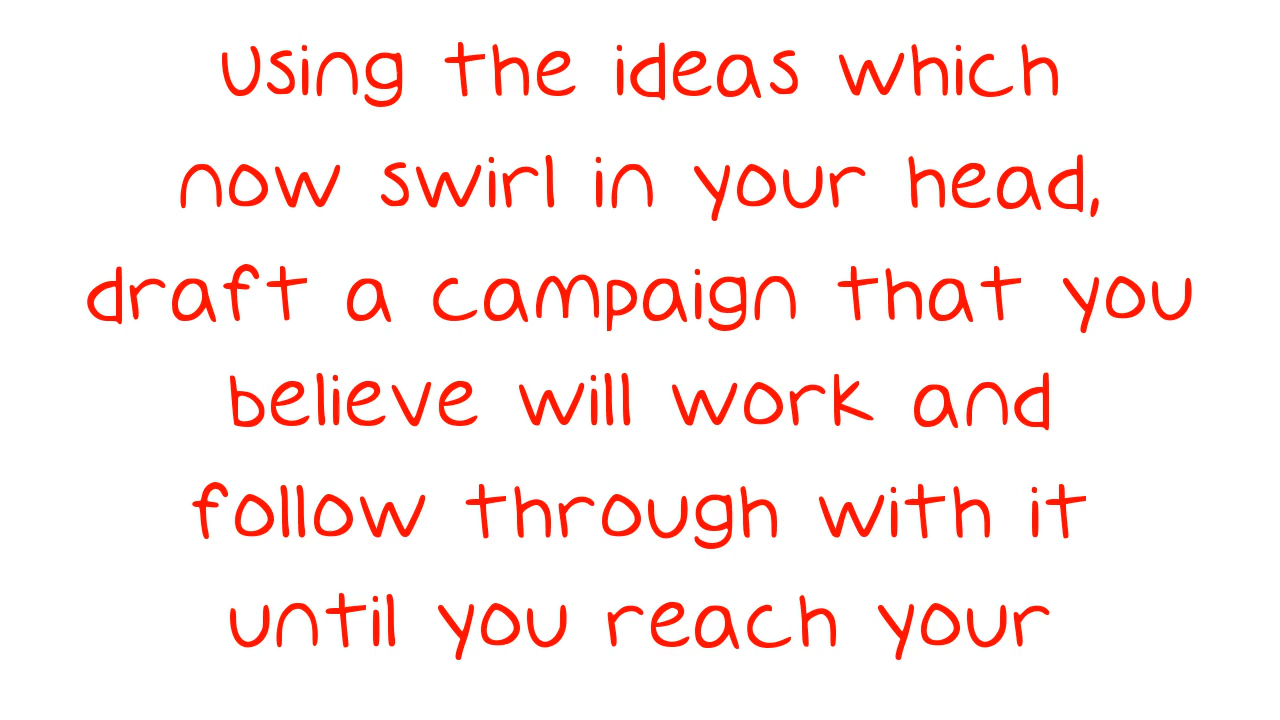 using the ideas which
now swirl in your head,
draft a campaign that you
believe will work and
follow through with it
until you reach your